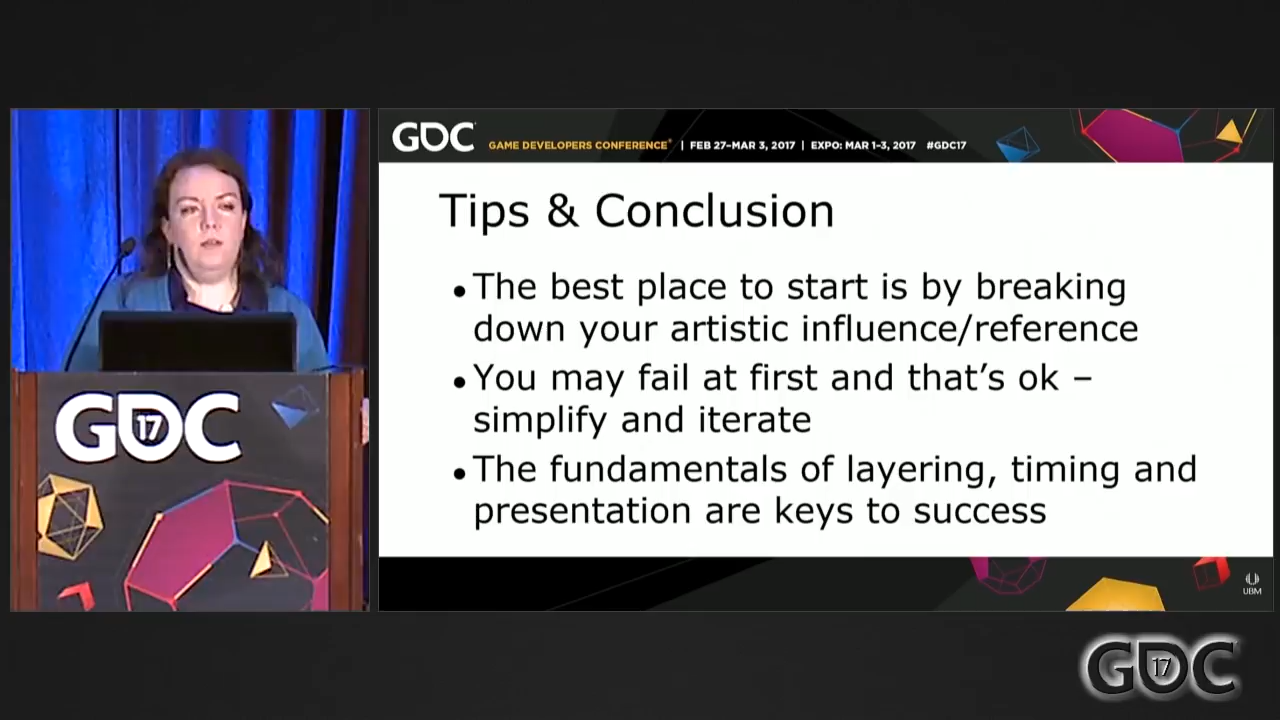 GDC GAME DEVELOPERS CONFERENCE® | FEB 27–MAR 3, 2017 | EXPO: MAR 1–3, 2017 #GDC17
Tips & Conclusion
•The best place to start is by breaking
down your artistic influence/reference
•You may fail at first and that’s ok –
simplify and iterate
•The fundamentals of layering, timing and
presentation are keys to success
GDC
17
UBM
GDC
17